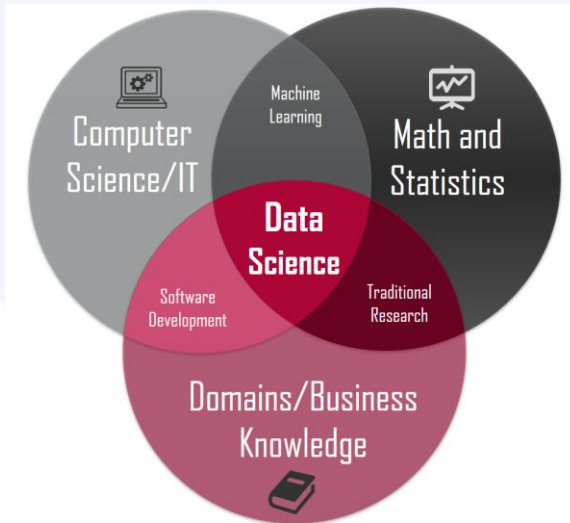 Machine
Learning
Computer
Science/IT
Math and
Statistics
Data
Science
Software
Development
Traditional
Research
Domains/Business
Knowledge